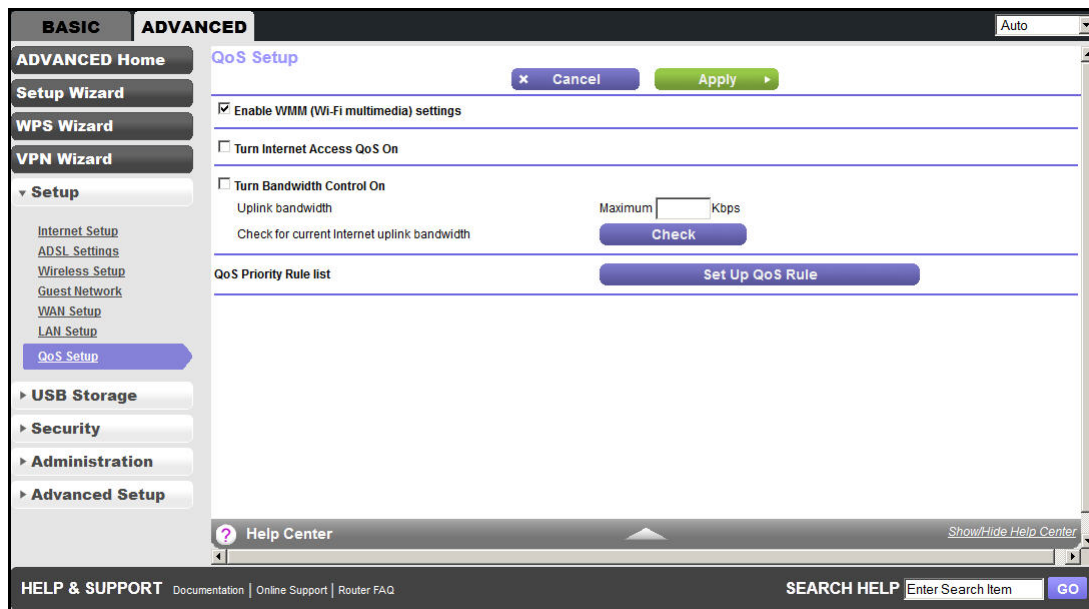 BASIC
ADVANCED
Auto
ADVANCED Home
Setup Wizard
WPS Wizard
VPN Wizard
Setup
Internet Setup
ADSL Settings
Wireless Setup
Guest Network
WAN Setup
LAN Setup
QoS Setup
USB Storage
Security
Administration
Advanced Setup
QoS Setup
× Cancel
Apply
Enable WMM (Wi-Fi multimedia) settings
Turn Internet Access QoS On
Turn Bandwidth Control On
Uplink bandwidth Maximum Kbps
Check for current Internet uplink bandwidth Check
QoS Priority Rule list Set Up QoS Rule
? Help Center Show/Hide Help Center
HELP & SUPPORT Documentation | Online Support | Router FAQ SEARCH HELP Enter Search Item GO